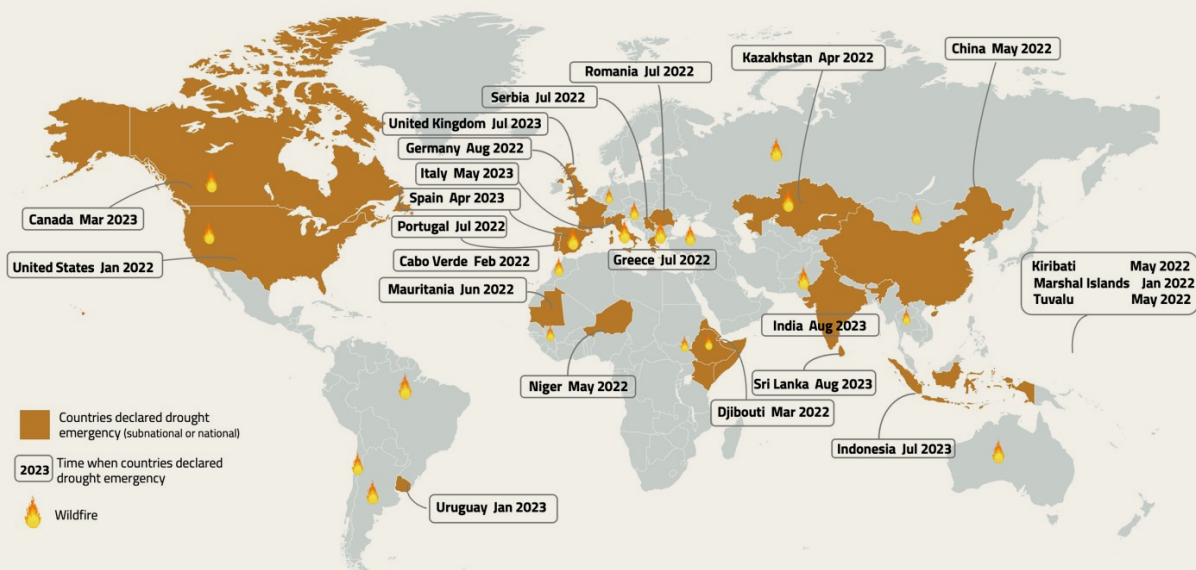 Romania Jul 2022
Kazakhstan Apr 2022
China May 2022
Serbia Jul 2022
United Kingdom Jul 2023
Germany Aug 2022
Italy May 2023
Spain Apr 2023
Canada Mar 2023
Portugal Jul 2022
United States Jan 2022
Cabo Verde Feb 2022
Greece Jul 2022
Kiribati May 2022
Marshal Islands Jan 2022
Tuvalu May 2022
Mauritania Jun 2022
India Aug 2023
Niger May 2022
Sri Lanka Aug 2023
Djibouti Mar 2022
Indonesia Jul 2023
Uruguay Jan 2023
Countries declared drought
emergency (subnational or national)
2023 Time when countries declared
drought emergency
Wildfire